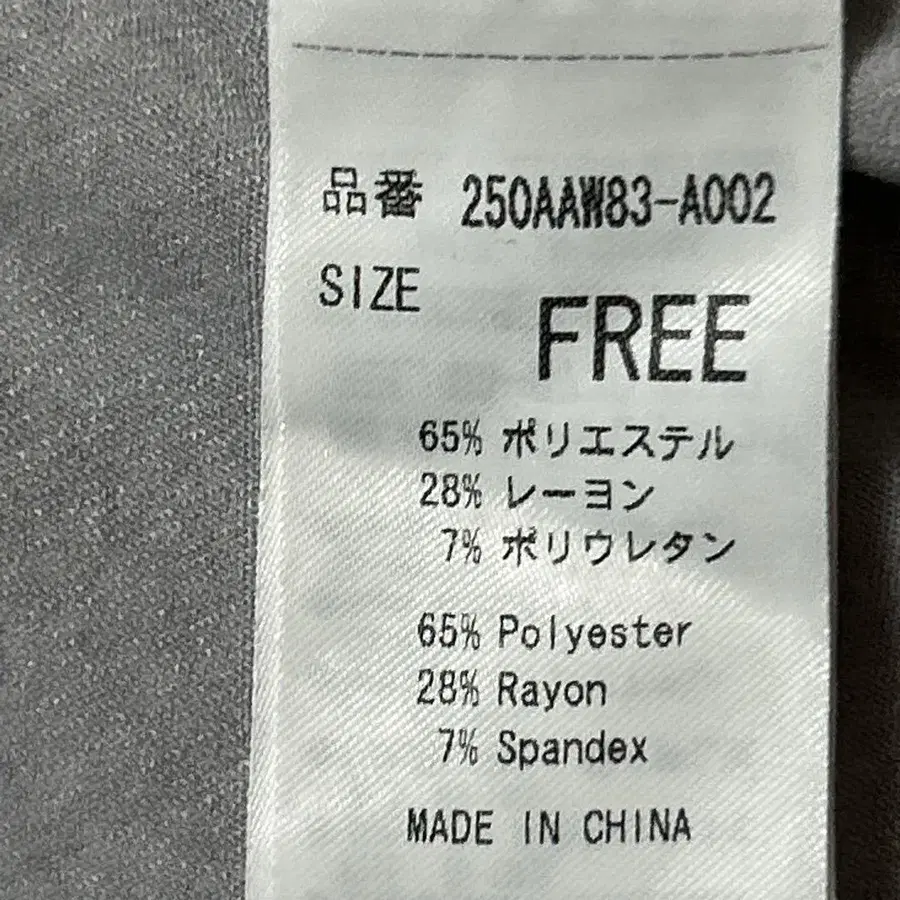 品番 250AAW83-A002
SIZE
FREE
65% ポリエステル
28% レーヨン
7% ポリウレタン
65% Polyester
28% Rayon
7% Spandex
MADE IN CHINA